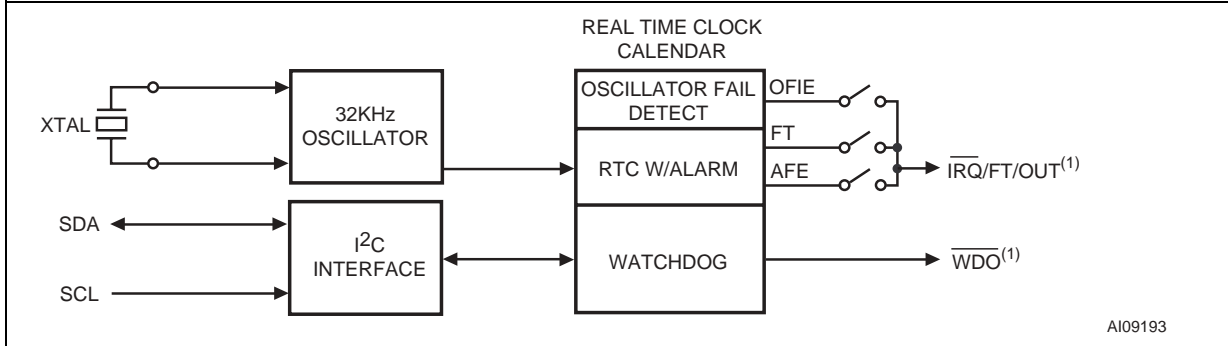 REAL TIME CLOCK
CALENDAR
OSCILLATOR FAIL
DETECT
OFIE
XTAL
32KHz
OSCILLATOR
FT
RTC W/ALARM
AFE
IRQ/FT/OUT(1)
SDA
I2C
INTERFACE
WATCHDOG
WDO(1)
SCL
AI09193